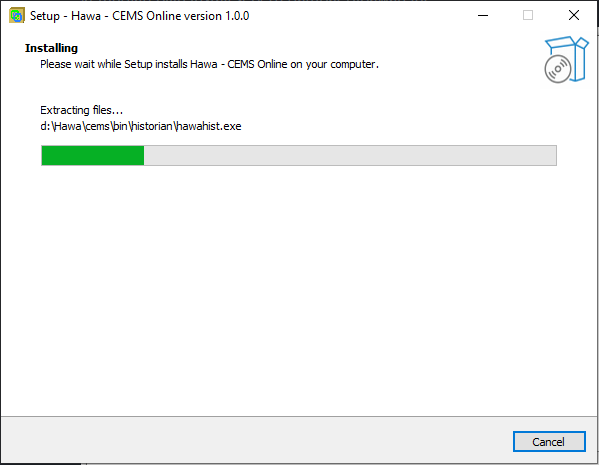 Setup - Hawa - CEMS Online version 1.0.0
Installing
Please wait while Setup installs Hawa - CEMS Online on your computer.
Extracting files...
d:\Hawa\cems\bin\historian\hawahist.exe
Cancel